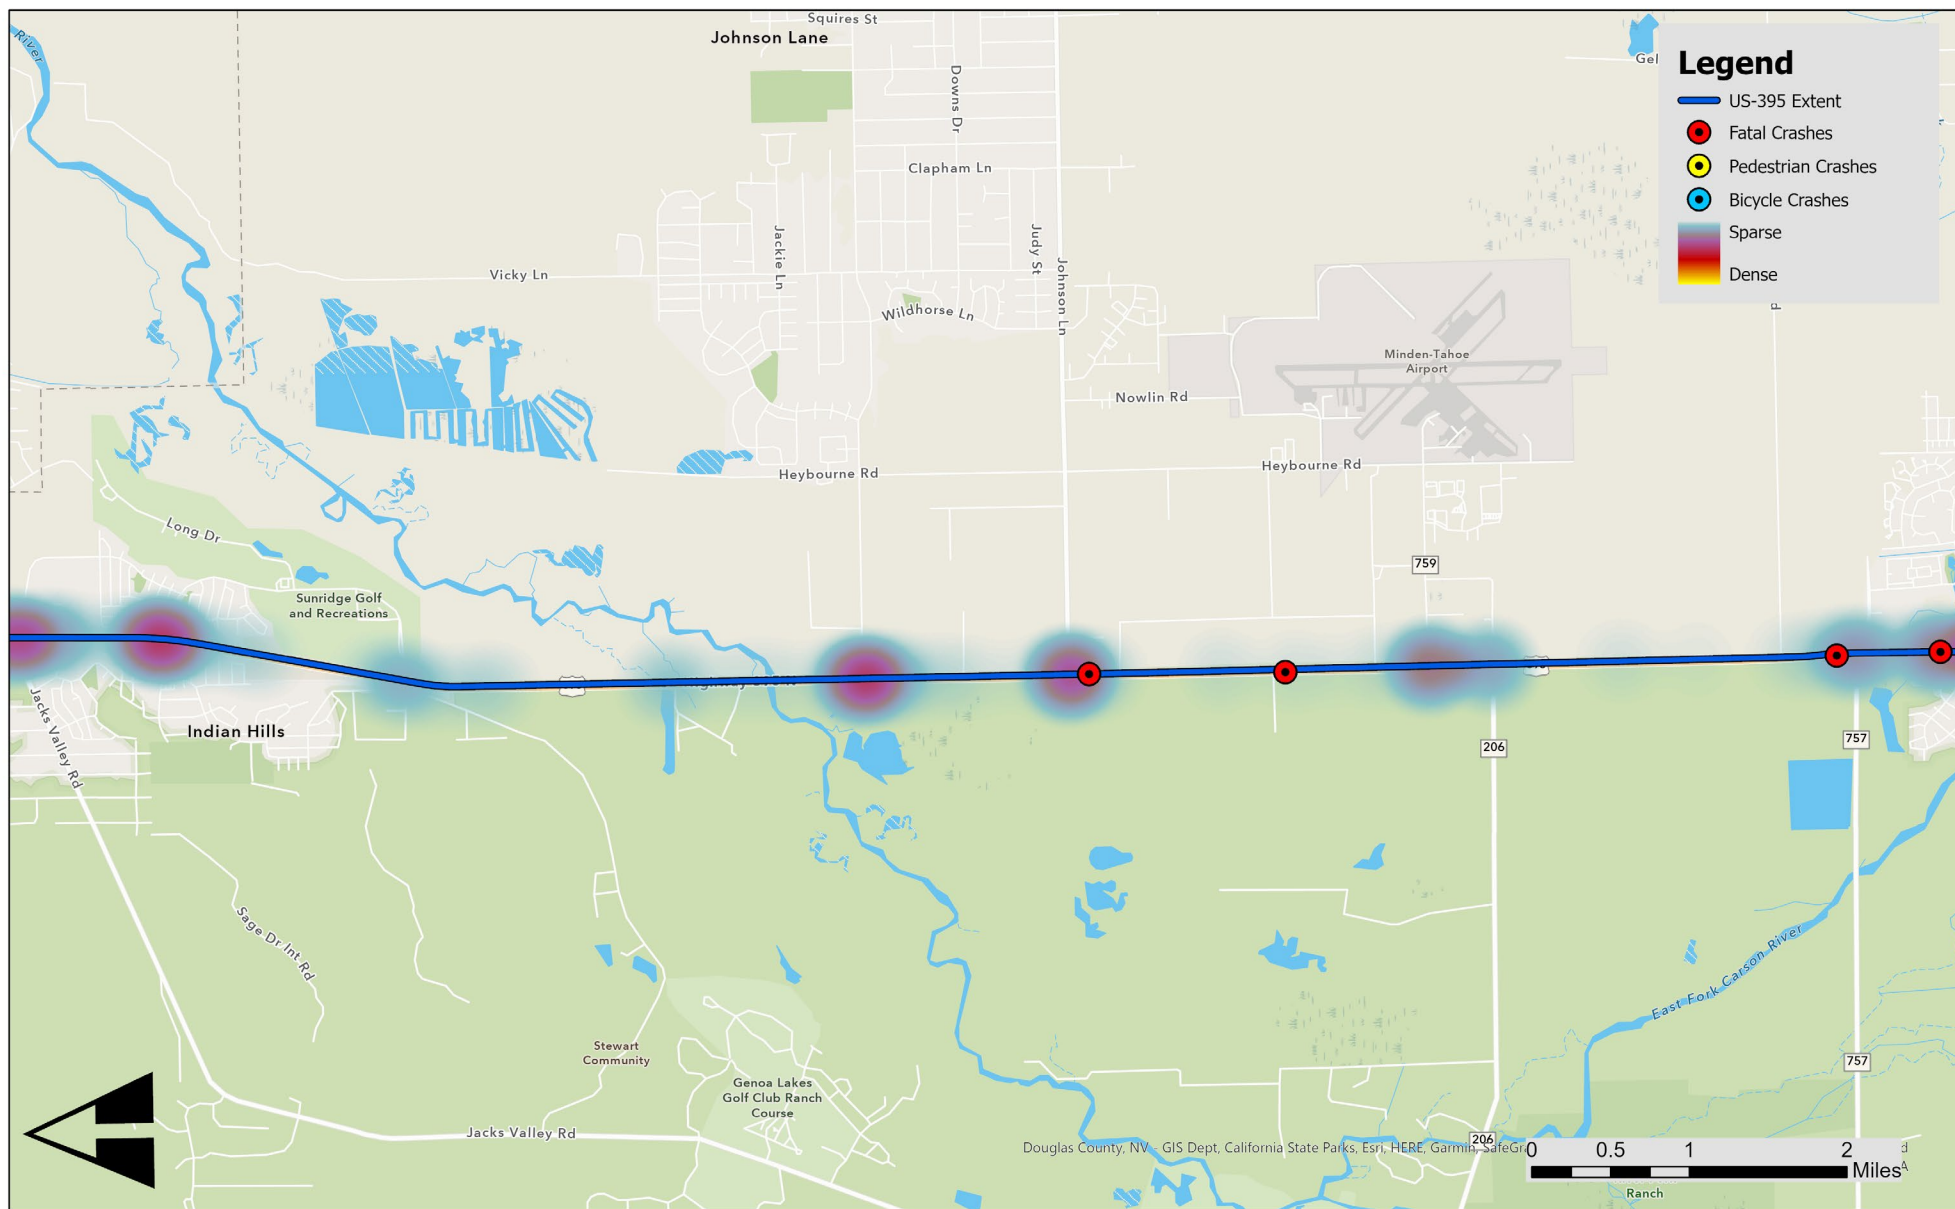 River
Squires St
Johnson Lane
Downs Dr
Clapham Ln
Jackie Ln
Judy St
Johnson Ln
Vicky Ln
Wildhorse Ln
Minden-Tahoe
Airport
Nowlin Rd
Heybourne Rd
Heybourne Rd
Legend
US-395 Extent
Fatal Crashes
Pedestrian Crashes
Bicycle Crashes
Sparse
Dense
Long Dr
759
Sunridge Golf
and Recreations
Jacks Valley Rd
Indian Hills
206
757
Sage Dr Int Rd
East Fork Carson River
Stewart
Community
757
Genoa Lakes
Golf Club Ranch
Course
Jacks Valley Rd
206
Douglas County, NV - GIS Dept, California State Parks, Esri, HERE, Garmin,
0 0.5 1 2
Miles
Ranch